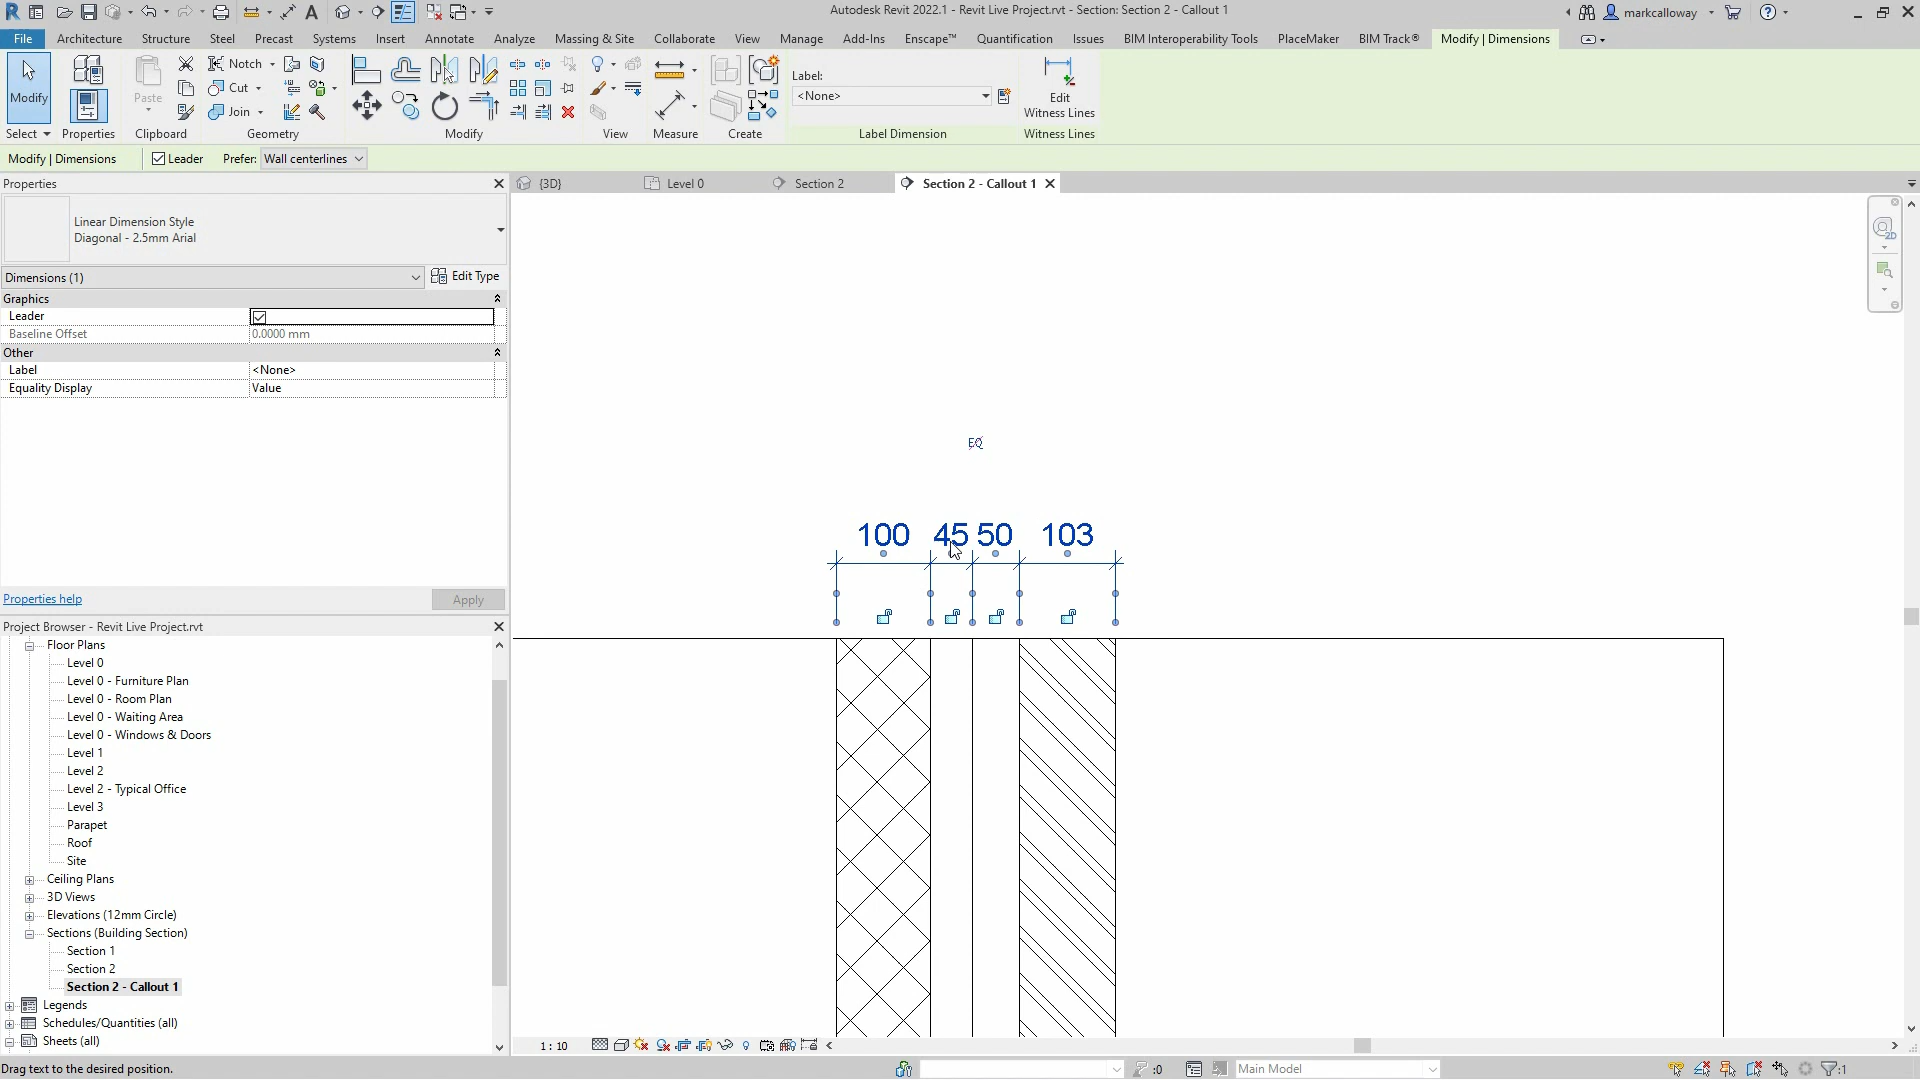 Autodesk Revit 2022.1 - Revit Live Project.rvt - Section: Section 2 - Callout 1
markcalloway
File
Architecture
Structure
Steel
Precast
Systems
Insert
Annotate
Analyze
Massing & Site
Collaborate
View
Manage
Add-Ins
Enscape™
Quantification
Issues
BIM Interoperability Tools
PlaceMaker
BIM Track®
Modify | Dimensions
Modify
Paste
Notch
Cut
Join
Label:
<None>
Edit
Witness Lines
Select
Properties
Clipboard
Geometry
Modify
View
Measure
Create
Label Dimension
Witness Lines
Modify | Dimensions
Leader
Prefer:
Wall centerlines
Properties
{3D}
Level 0
Section 2
Section 2 - Callout 1
Linear Dimension Style
Diagonal - 2.5mm Arial
Dimensions (1)
Edit Type
Graphics
Leader
Baseline Offset
0.0000 mm
Other
Label
<None>
Equality Display
Value
Properties help
Apply
2D
EQ
100
45
50
103
Project Browser - Revit Live Project.rvt
Floor Plans
Level 0
Level 0 - Furniture Plan
Level 0 - Room Plan
Level 0 - Waiting Area
Level 0 - Windows & Doors
Level 1
Level 2
Level 2 - Typical Office
Level 3
Parapet
Roof
Site
Ceiling Plans
3D Views
Elevations (12mm Circle)
Sections (Building Section)
Section 1
Section 2
Section 2 - Callout 1
Legends
Schedules/Quantities (all)
Sheets (all)
1 : 10
Drag text to the desired position.
:0
Main Model
:1